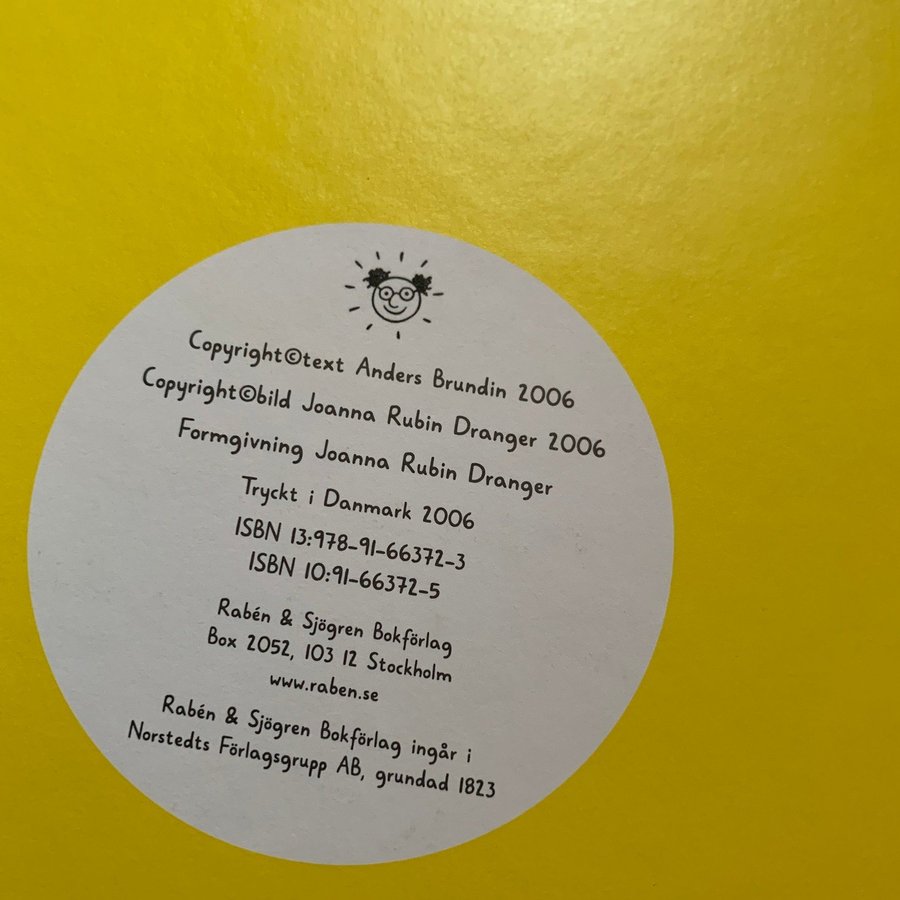 Copyright©text Anders Brundin 2006
Copyright©bild Joanna Rubin Dranger 2006
Formgivning Joanna Rubin Dranger
Tryckt i Danmark 2006
ISBN 13:978-91-66372-3
ISBN 10:91-66372-5
Rabén & Sjögren Bokförlag
Box 2052, 103 12 Stockholm
www.raben.se
Rabén & Sjögren Bokförlag ingår i
Norstedts Förlagsgrupp AB, grundad 1823